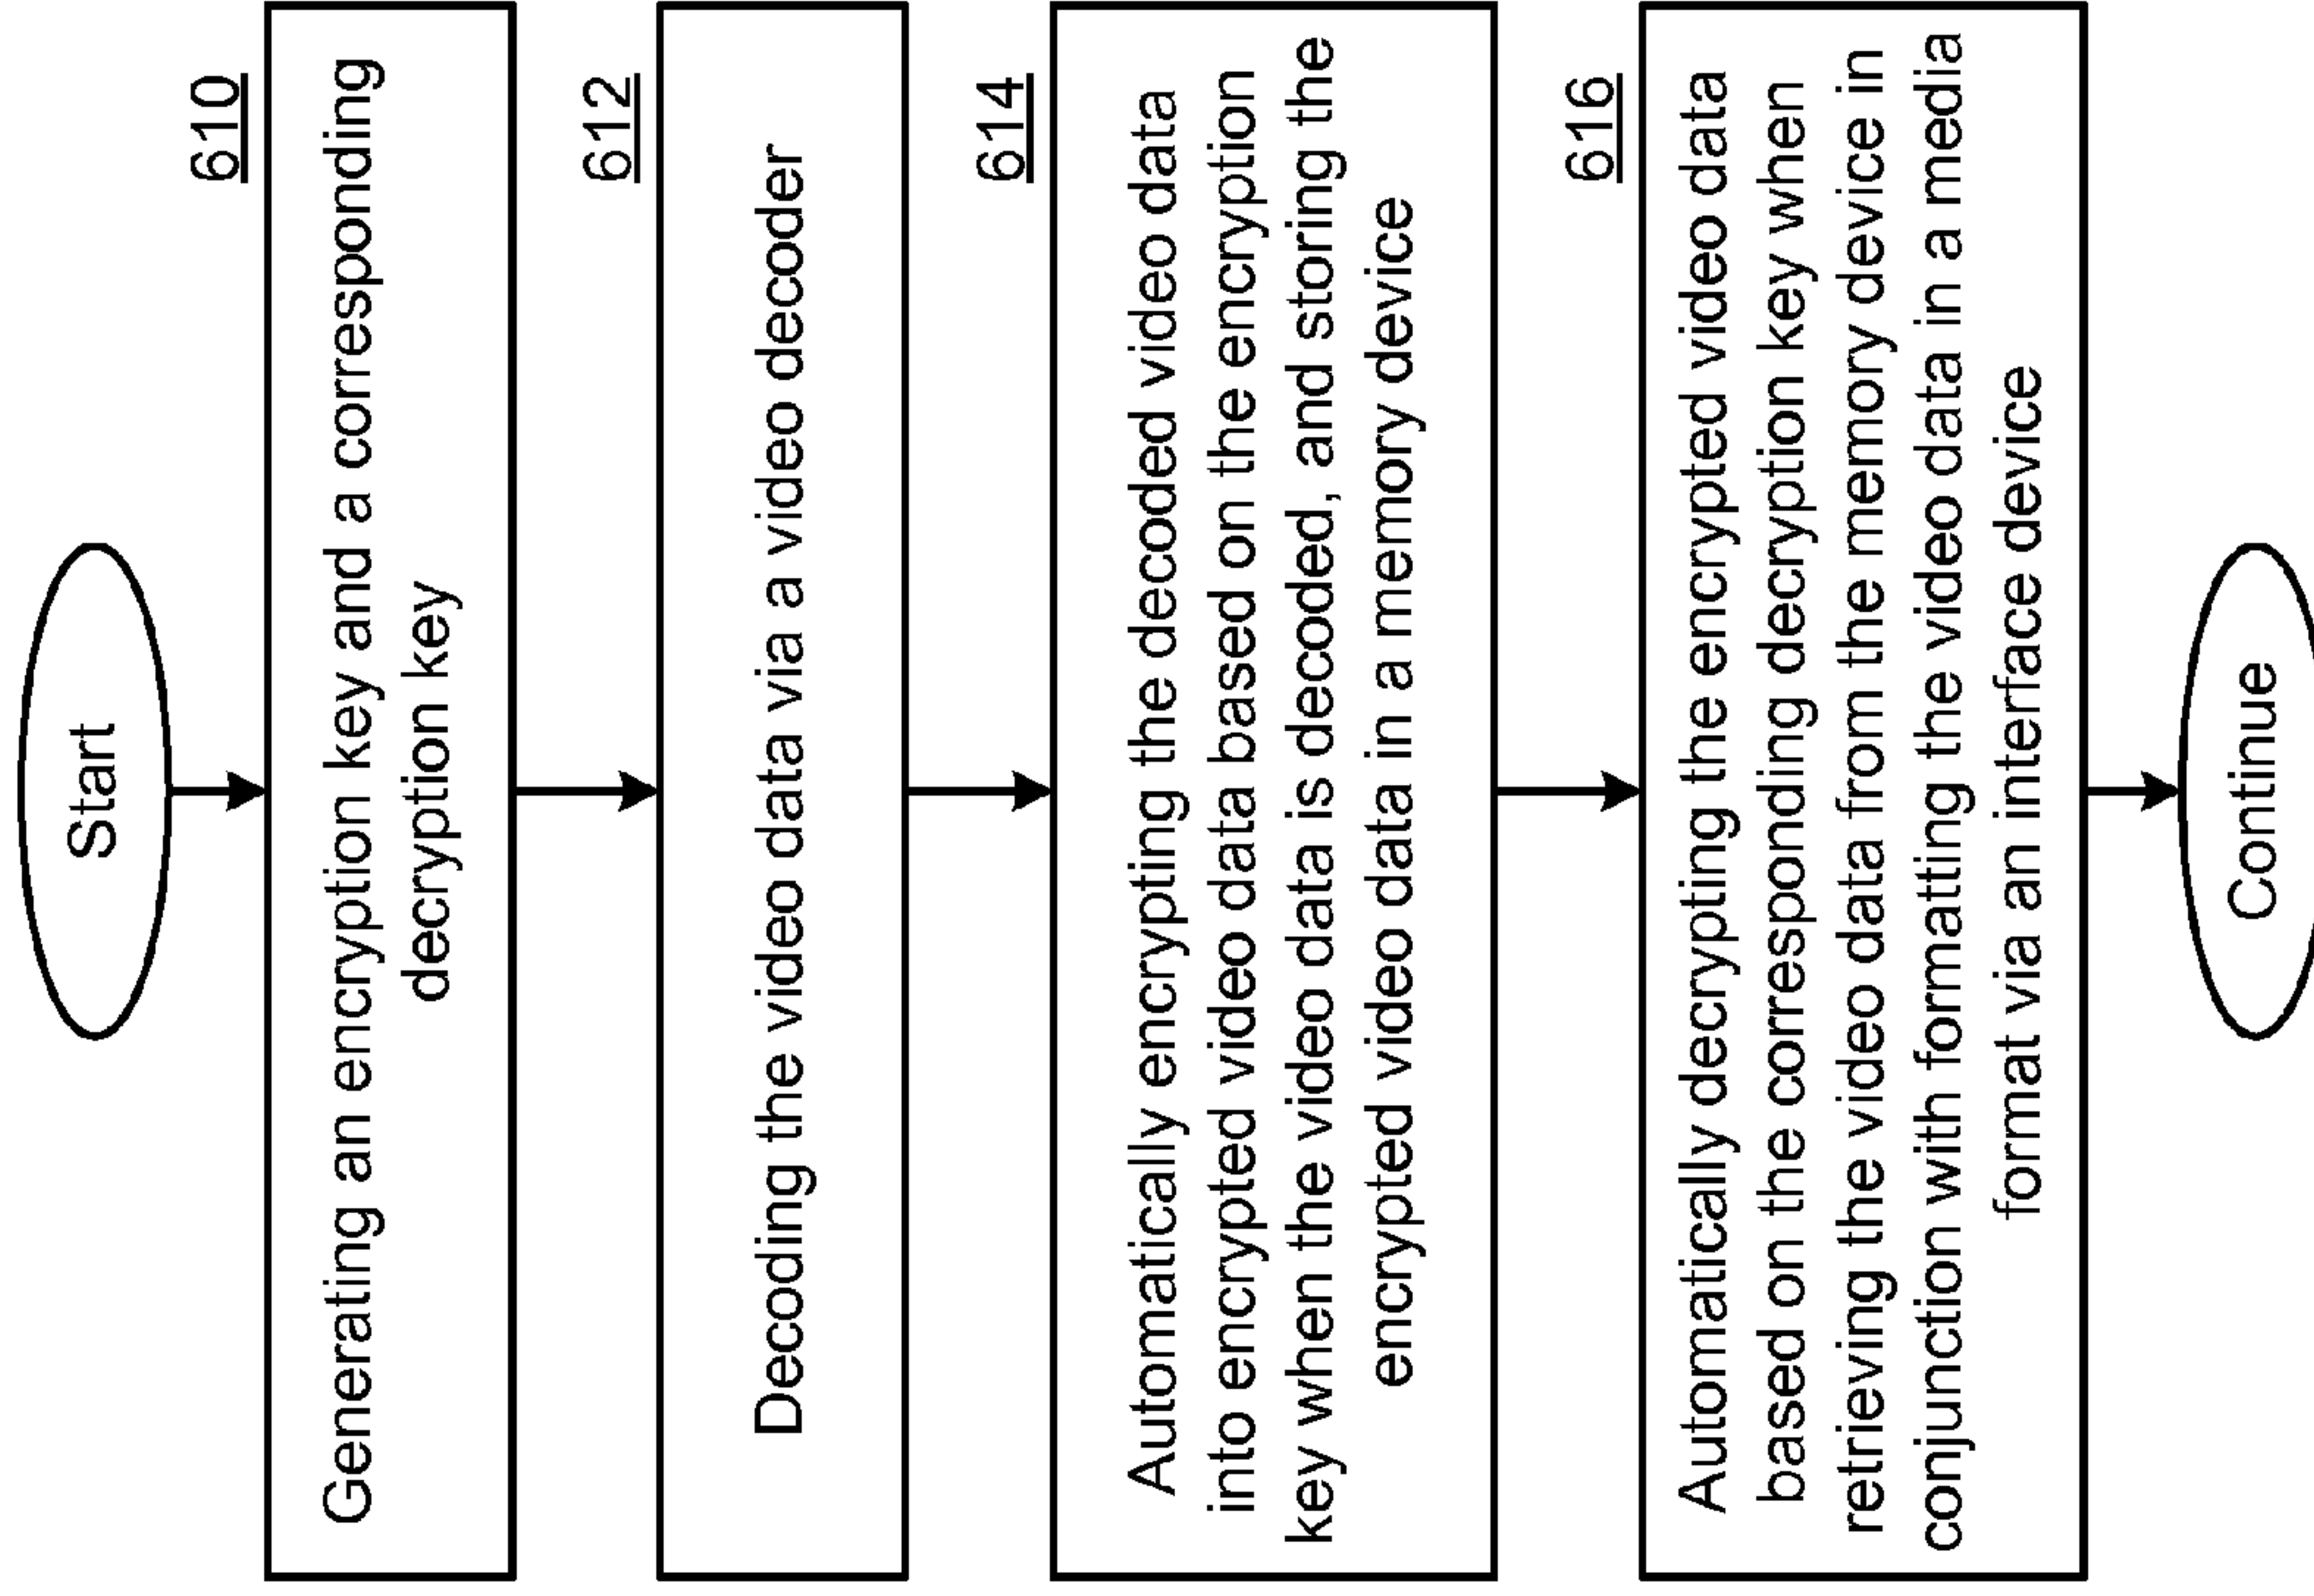 Start
610
Generating an encryption key and a corresponding
decryption key
612
Decoding the video data via a video decoder
614
Automatically encrypting the decoded video data
into encrypted video data based on the encryption
key when the video data is decoded, and storing the
encrypted video data in a memory device
616
Automatically decrypting the encrypted video data
based on the corresponding decryption key when
retrieving the video data from the memory device in
conjunction with formatting the video data in a media
format via an interface device
Continue